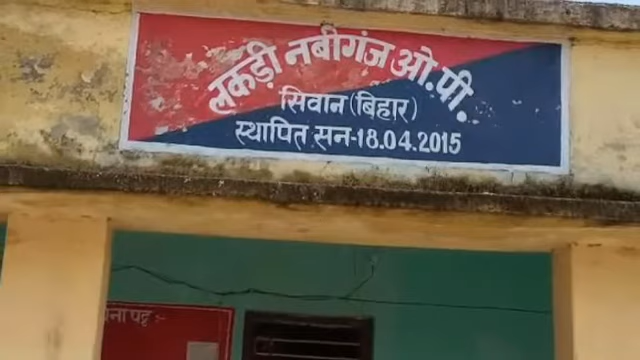 लकड़ी नबीगंज ओ.पी.
सिवान (बिहार)
स्थापित सन-18.04.2015